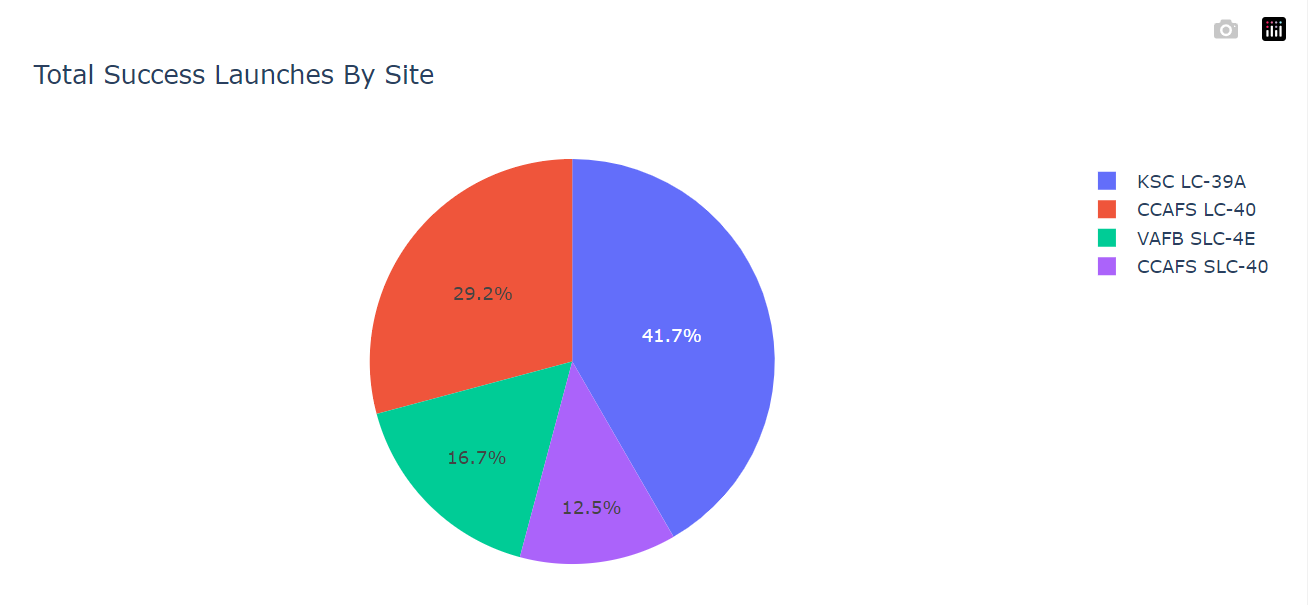 Total Success Launches By Site
KSC LC-39A
CCAFS LC-40
VAFB SLC-4E
CCAFS SLC-40
29.2%
41.7%
16.7%
12.5%